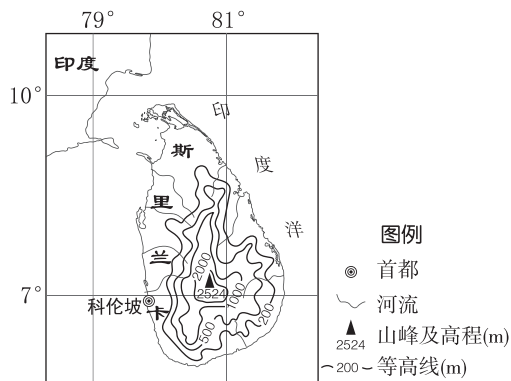 79° 81°
印度
10°
印
度
洋
斯
里
兰
卡
2000
2524
1000
500
200
7°
科伦坡
图例
首都
河流
2524 山峰及高程(m)
200 等高线(m)